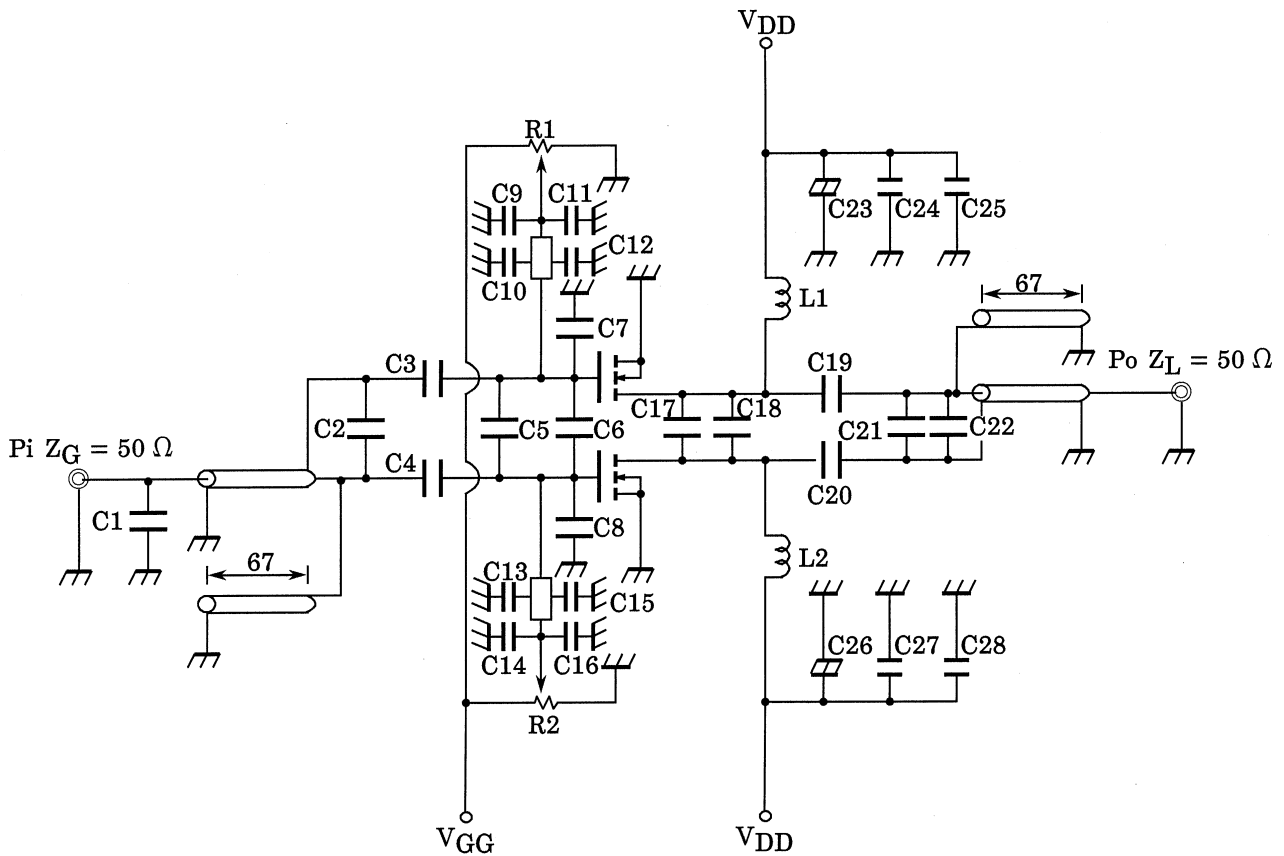 VDD
R1
C9
C11
C12
C10
C23
C24
C25
C7
L1
67
C3
C19
Po ZL = 50 Ω
C17
C18
C2
C5
C6
C21
C22
Pi ZG = 50 Ω
C4
C20
C1
C8
67
C13
C15
L2
C14
C16
C26
C27
C28
R2
VGG
VDD